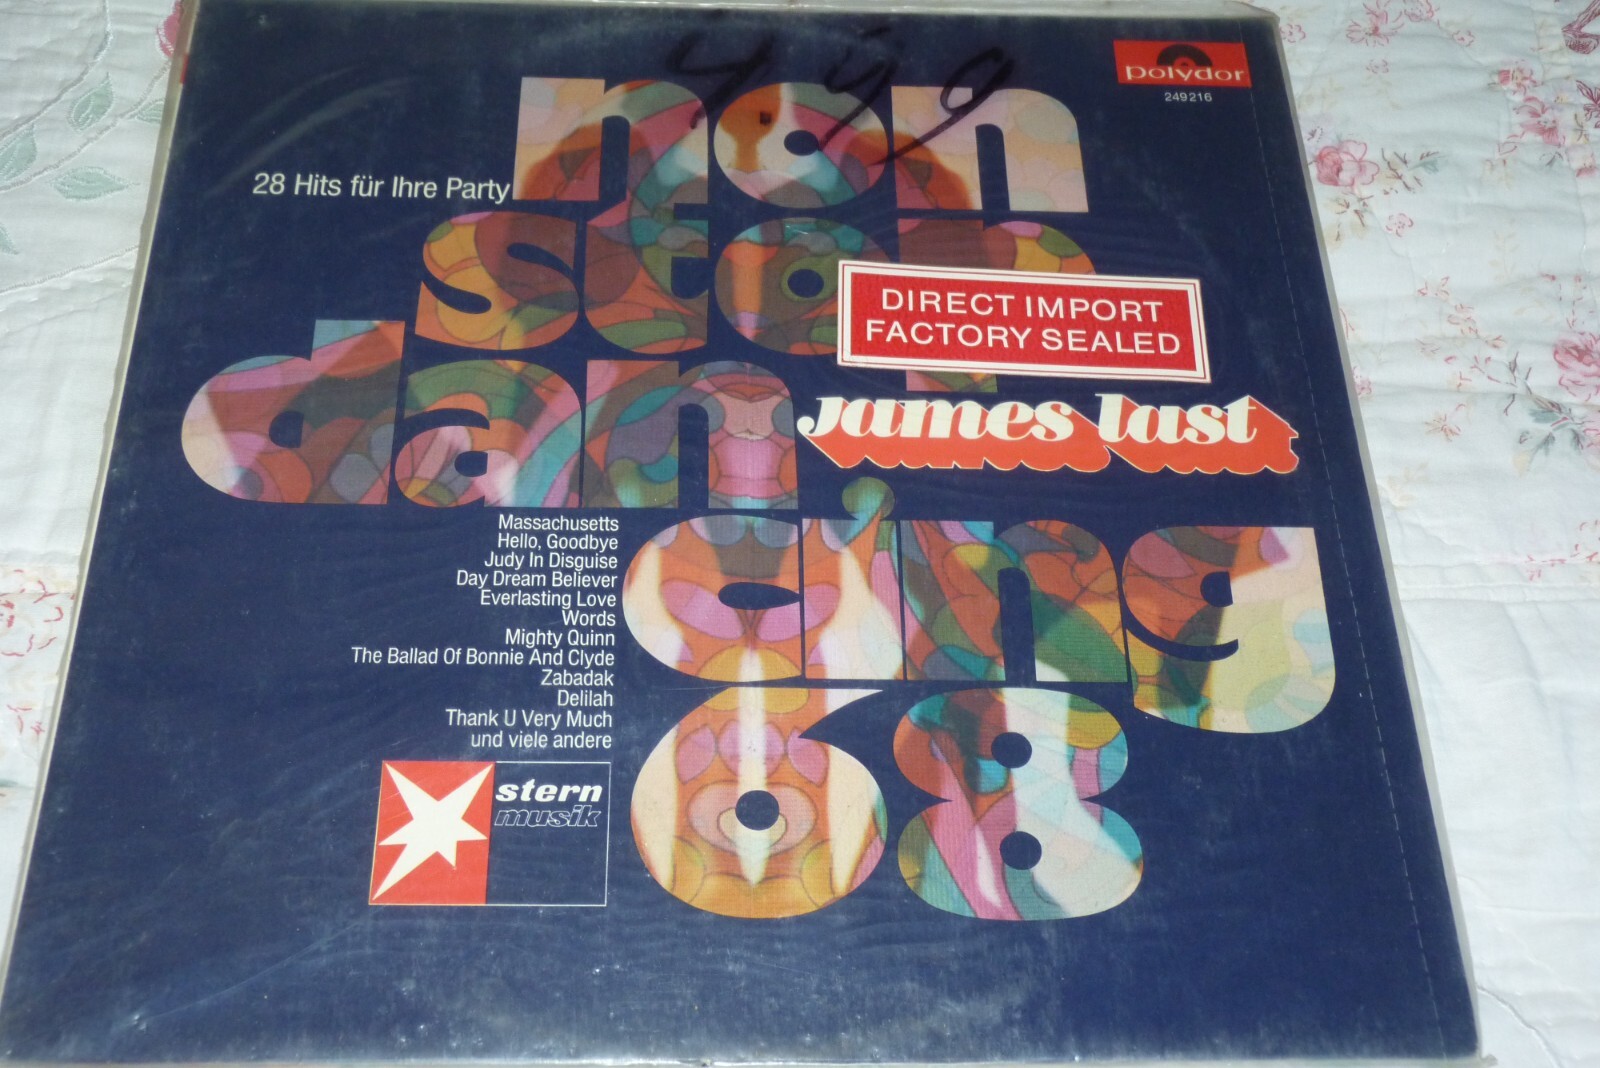 polydor
249216
non
28 Hits für Ihre Party
stop
DIRECT IMPORT
FACTORY SEALED
dan
james last
cing
68
Massachusetts
Hello, Goodbye
Judy In Disguise
Day Dream Believer
Everlasting Love
Words
Mighty Quinn
The Ballad Of Bonnie And Clyde
Zabadak
Delilah
Thank U Very Much
und viele andere
stern
musik